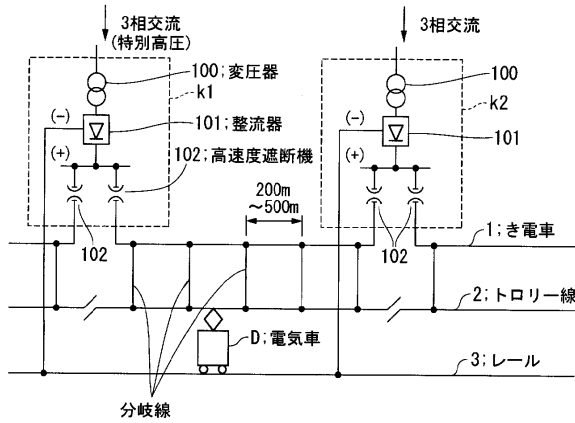 3相交流
(特別高圧)
3相交流
100;変圧器
k1
100
k2
(-)
101;整流器
(-)
101
(+)
102;高速度遮断機
(+)
200m
~500m
102
102
1;き電車
2;トロリー線
D;電気車
3;レール
分岐線